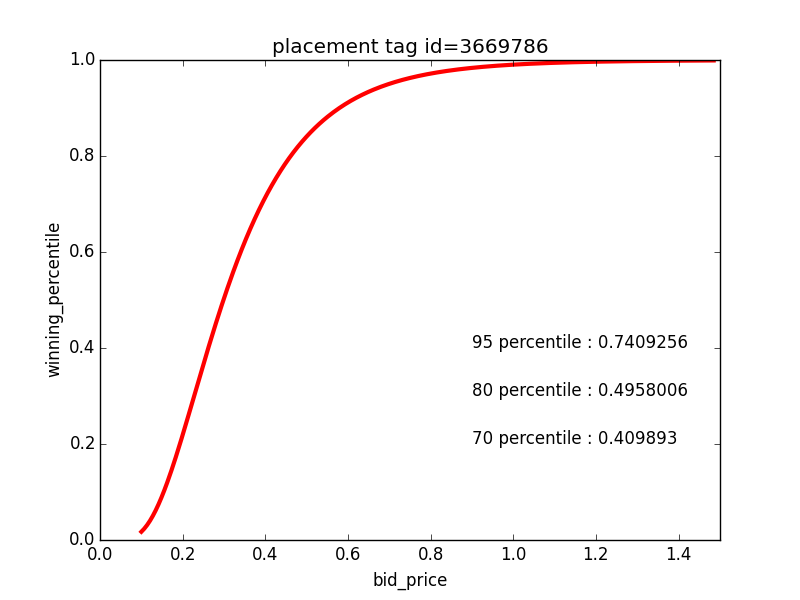 placement tag id=3669786
1.0
0.8
0.6
0.4
0.2
0.0
winning_percentile
95 percentile : 0.7409256
80 percentile : 0.4958006
70 percentile : 0.409893
0.0 0.2 0.4 0.6 0.8 1.0 1.2 1.4
bid_price